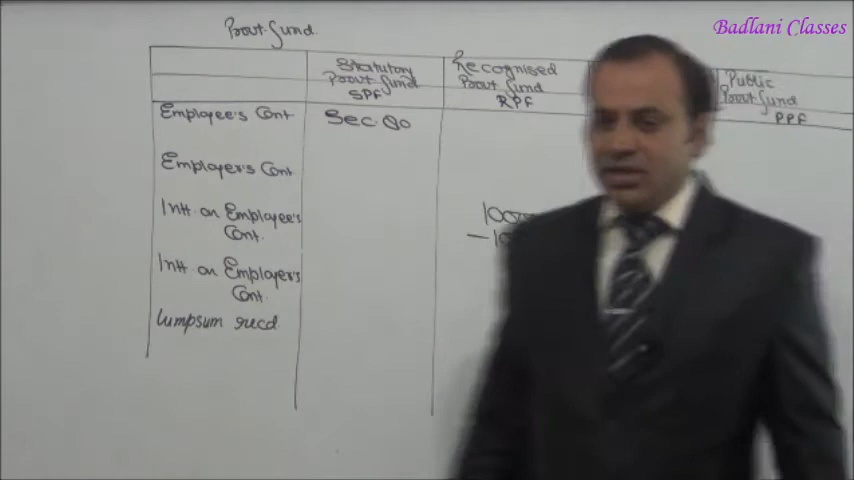 Badlani Classes
Provt. fund.
Statutory
Provt fund
SPF
Recognised
Provt fund
RPF
Public
Provt fund
PPF
Employee's Cont
Sec. 80
Employer's Cont
Intt. on Employee's
Cont.
Intt on Employer's
Cont.
Lumpsum recd